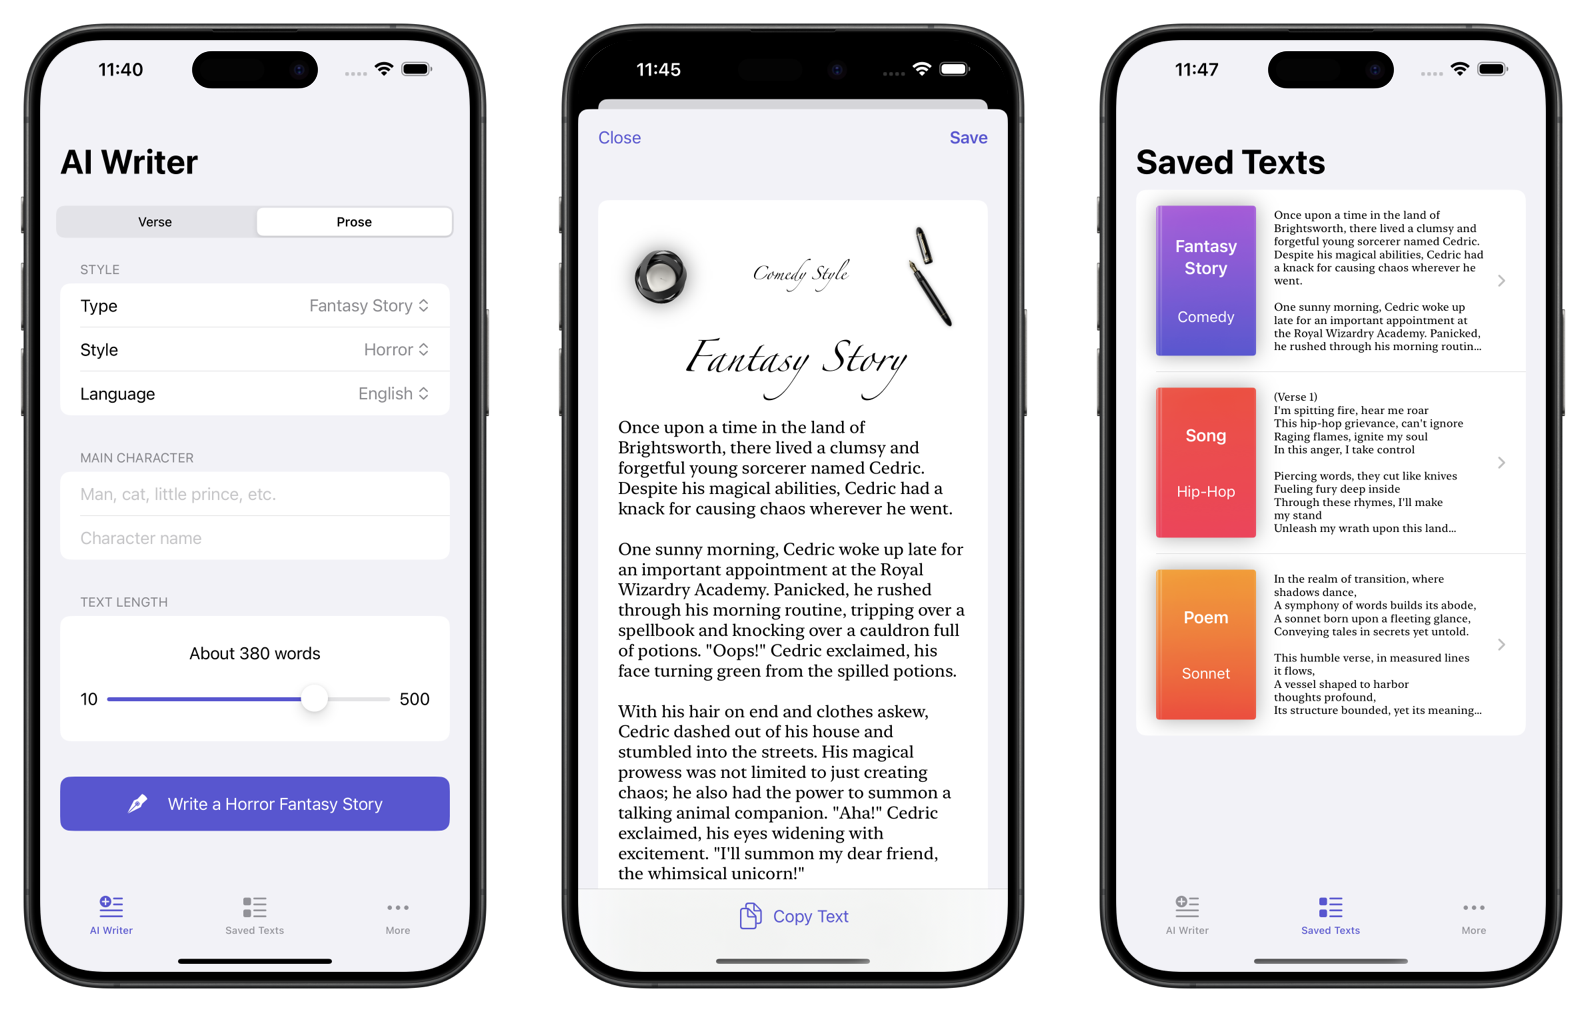 11:40
AI Writer
Verse
Prose
STYLE
Type
Fantasy Story
Style
Horror
Language
English
MAIN CHARACTER
Man, cat, little prince, etc.
Character name
TEXT LENGTH
About 380 words
10
500
Write a Horror Fantasy Story
AI Writer
Saved Texts
More
11:45
Close
Save
Comedy Style
Fantasy Story
Once upon a time in the land of
Brightsworth, there lived a clumsy and
forgetful young sorcerer named Cedric.
Despite his magical abilities, Cedric had a
knack for causing chaos wherever he went.
One sunny morning, Cedric woke up late for
an important appointment at the Royal
Wizardry Academy. Panicked, he rushed
through his morning routine, tripping over a
spellbook and knocking over a cauldron full
of potions. "Oops!" Cedric exclaimed, his
face turning green from the spilled potions.
With his hair on end and clothes askew,
Cedric dashed out of his house and
stumbled into the streets. His magical
prowess was not limited to just creating
chaos; he also had the power to summon a
talking animal companion. "Aha!" Cedric
exclaimed, his eyes widening with
excitement. "I'll summon my dear friend,
the whimsical unicorn!"
Copy Text
11:47
Saved Texts
Fantasy
Story
Comedy
Once upon a time in the land of
Brightsworth, there lived a clumsy and
forgetful young sorcerer named Cedric.
Despite his magical abilities, Cedric had
a knack for causing chaos wherever he
went.
One sunny morning, Cedric woke up
late for an important appointment at
the Royal Wizardry Academy. Panicked,
he rushed through his morning routin...
Song
Hip-Hop
(Verse 1)
I'm spitting fire, hear me roar
This hip-hop grievance, can't ignore
Raging flames, ignite my soul
In this anger, I take control
Piercing words, they cut like knives
Fueling fury deep inside
Through these rhymes, I'll make
my stand
Unleash my wrath upon this land...
Poem
Sonnet
In the realm of transition, where
shadows dance,
A symphony of words builds its abode,
A sonnet born upon a fleeting glance,
Conveying tales in secrets yet untold.
This humble verse, in measured lines
it flows,
A vessel shaped to harbor
thoughts profound,
Its structure bounded, yet its meaning...
AI Writer
Saved Texts
More